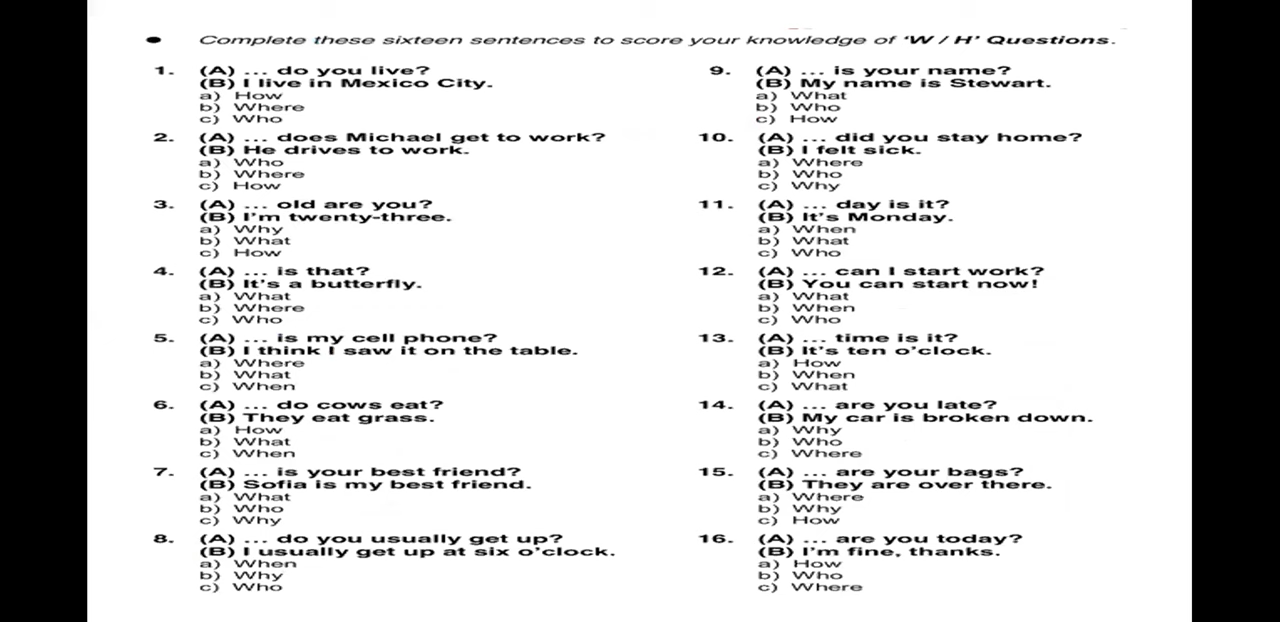 • Complete these sixteen sentences to score your knowledge of 'W / H' Questions.
1. (A) ... do you live?
(B) I live in Mexico City.
a) How
b) Where
c) Who
2. (A) ... does Michael get to work?
(B) He drives to work.
a) Who
b) Where
c) How
3. (A) ... old are you?
(B) I'm twenty-three.
a) Why
b) What
c) How
4. (A) ... is that?
(B) It's a butterfly.
a) What
b) Where
c) Who
5. (A) ... is my cell phone?
(B) I think I saw it on the table.
a) Where
b) What
c) When
6. (A) ... do cows eat?
(B) They eat grass.
a) How
b) What
c) When
7. (A) ... is your best friend?
(B) Sofia is my best friend.
a) What
b) Who
c) Why
8. (A) ... do you usually get up?
(B) I usually get up at six o'clock.
a) When
b) Why
c) Who
9. (A) ... is your name?
(B) My name is Stewart.
a) What
b) Who
c) How
10. (A) ... did you stay home?
(B) I felt sick.
a) Where
b) Who
c) Why
11. (A) ... day is it?
(B) It's Monday.
a) When
b) What
c) Who
12. (A) ... can I start work?
(B) You can start now!
a) What
b) When
c) Who
13. (A) ... time is it?
(B) It's ten o'clock.
a) How
b) When
c) What
14. (A) ... are you late?
(B) My car is broken down.
a) Why
b) Who
c) Where
15. (A) ... are your bags?
(B) They are over there.
a) Where
b) Why
c) How
16. (A) ... are you today?
(B) I'm fine, thanks.
a) How
b) Who
c) Where